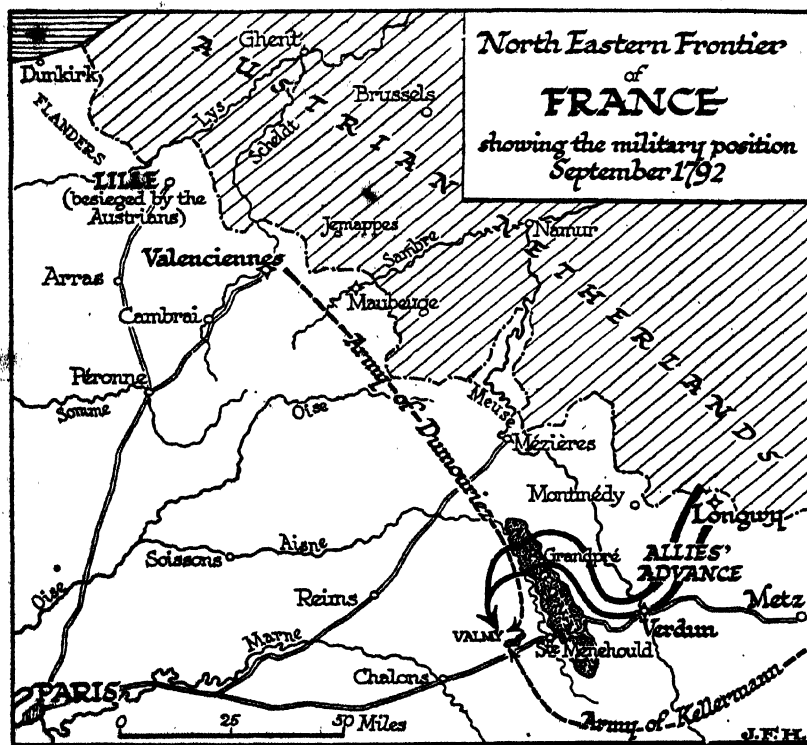 North Eastern Frontier
of
FRANCE
showing the military position
September 1792
AUSTRIAN NETHERLANDS
Ghent
Dunkirk
FLANDERS
Lys
Scheldt
Brussels
LILLE
(besieged by the
Austrians)
Jemappes
Namur
Sambre
Valenciennes
Arras
Maubeuge
Cambrai
Army of Dumouriez
Péronne
Somme
Oise
Meuse
Mézières
Montmédy
Longwy
ALLIES'
ADVANCE
Grandpré
Soissons
Aisne
Oise
Reims
Metz
Verdun
VALMY
Ste Menehould
Marne
Chalons
PARIS
Army of Kellermann
0 25 50 Miles
J.F.H.